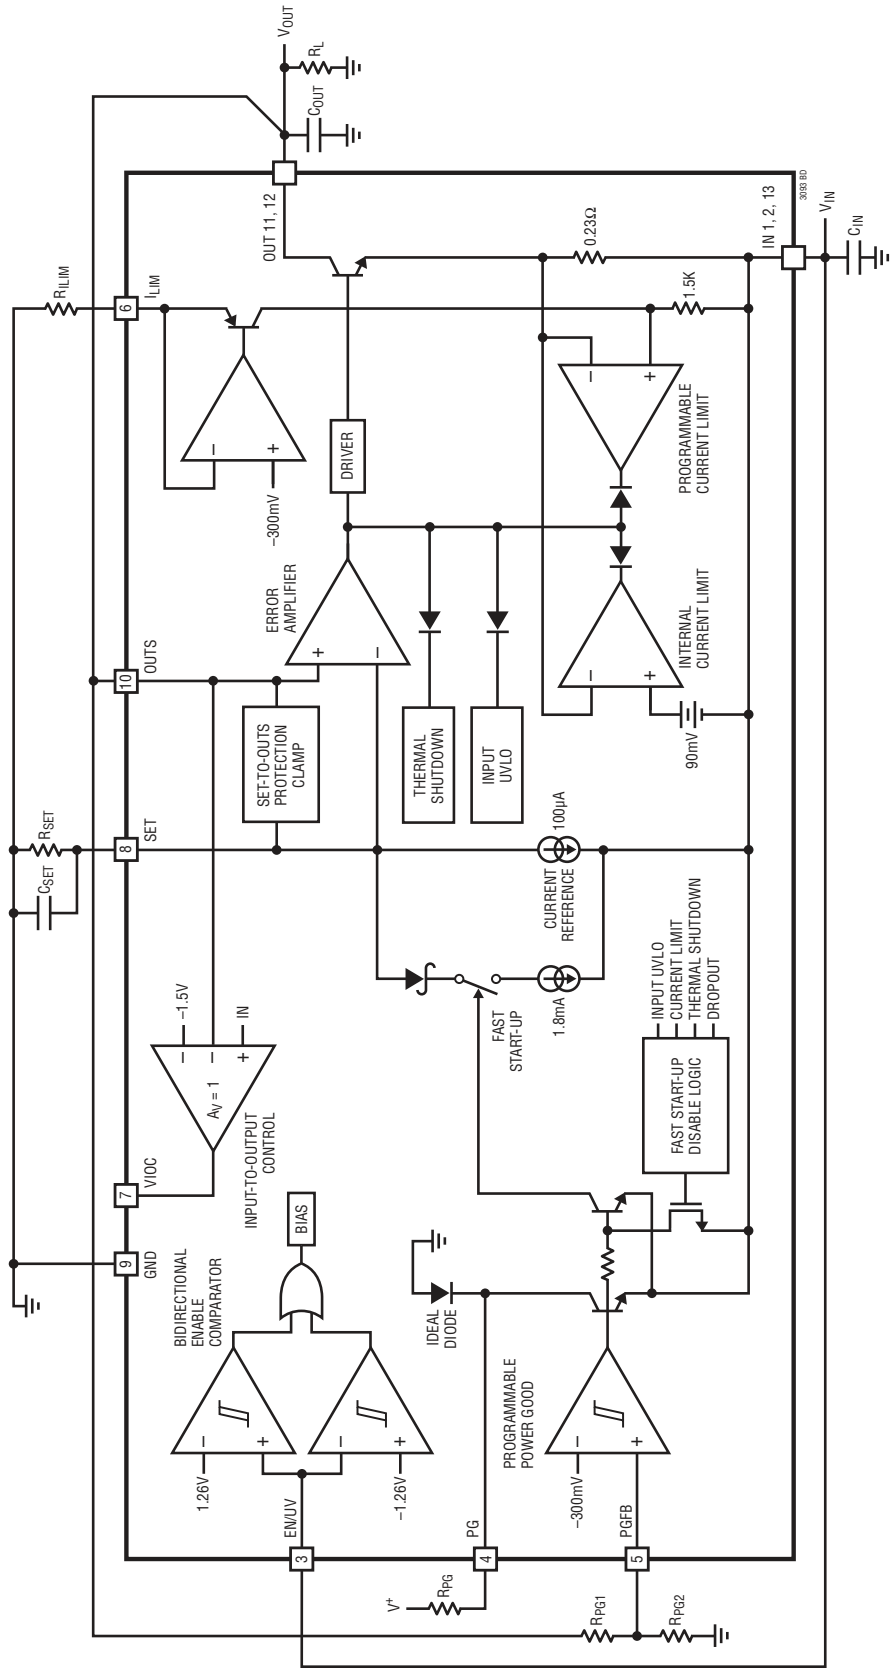 V+
RPG
RPG1
RPG2
3
EN/UV
4
PG
5
PGFB
1.26V
–
+
–
+
–1.26V
BIDIRECTIONAL
ENABLE
COMPARATOR
BIAS
IDEAL
DIODE
PROGRAMMABLE
POWER GOOD
–300mV
–
+
9
GND
7
VIOC
AV = 1
–
–
+
–1.5V
IN
INPUT-TO-OUTPUT
CONTROL
FAST
START-UP
1.8mA
FAST START-UP
DISABLE LOGIC
INPUT UVLO
CURRENT LIMIT
THERMAL SHUTDOWN
DROPOUT
CSET
RSET
8
SET
CURRENT
REFERENCE
100µA
SET-TO-OUTS
PROTECTION
CLAMP
10
OUTS
ERROR
AMPLIFIER
+
–
THERMAL
SHUTDOWN
INPUT
UVLO
90mV
–
+
INTERNAL
CURRENT LIMIT
DRIVER
–300mV
–
+
6
ILIM
RILIM
–
+
PROGRAMMABLE
CURRENT LIMIT
1.5K
0.23Ω
OUT 11, 12
IN 1, 2, 13
3093 BD
COUT
RL
VOUT
VIN
CIN